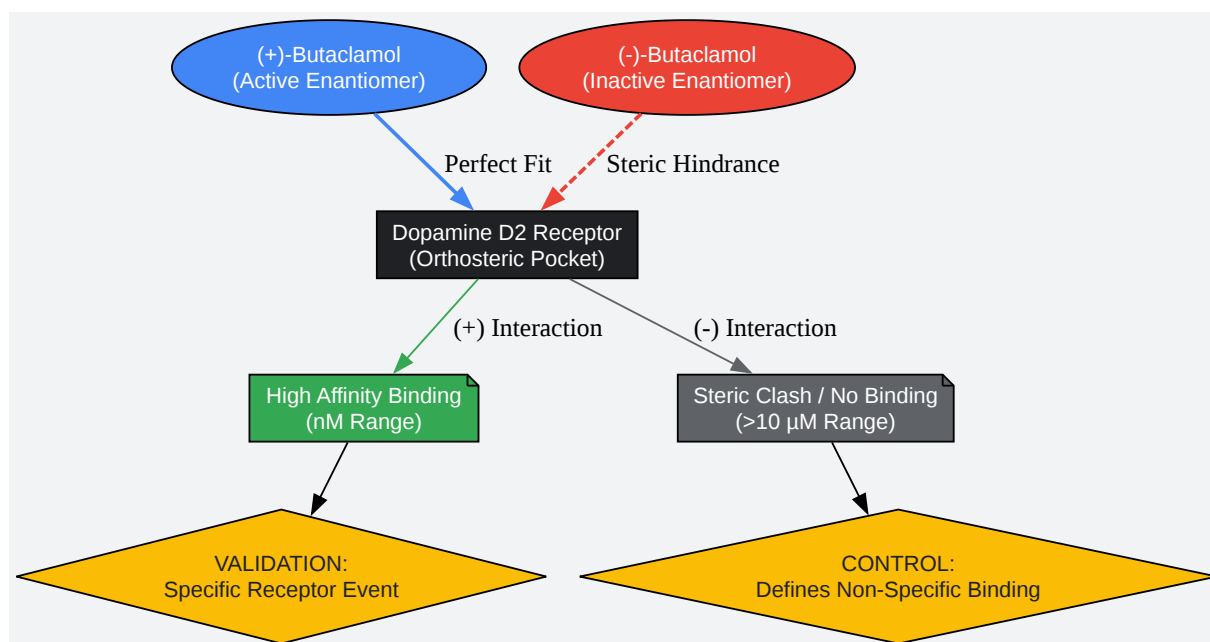 (+)-Butaclamol
(Active Enantiomer)
(-)-Butaclamol
(Inactive Enantiomer)
Perfect Fit
Steric Hindrance
Dopamine D2 Receptor
(Orthosteric Pocket)
(+) Interaction
(-) Interaction
High Affinity Binding
(nM Range)
Steric Clash / No Binding
(>10 µM Range)
VALIDATION:
Specific Receptor Event
CONTROL:
Defines Non-Specific Binding